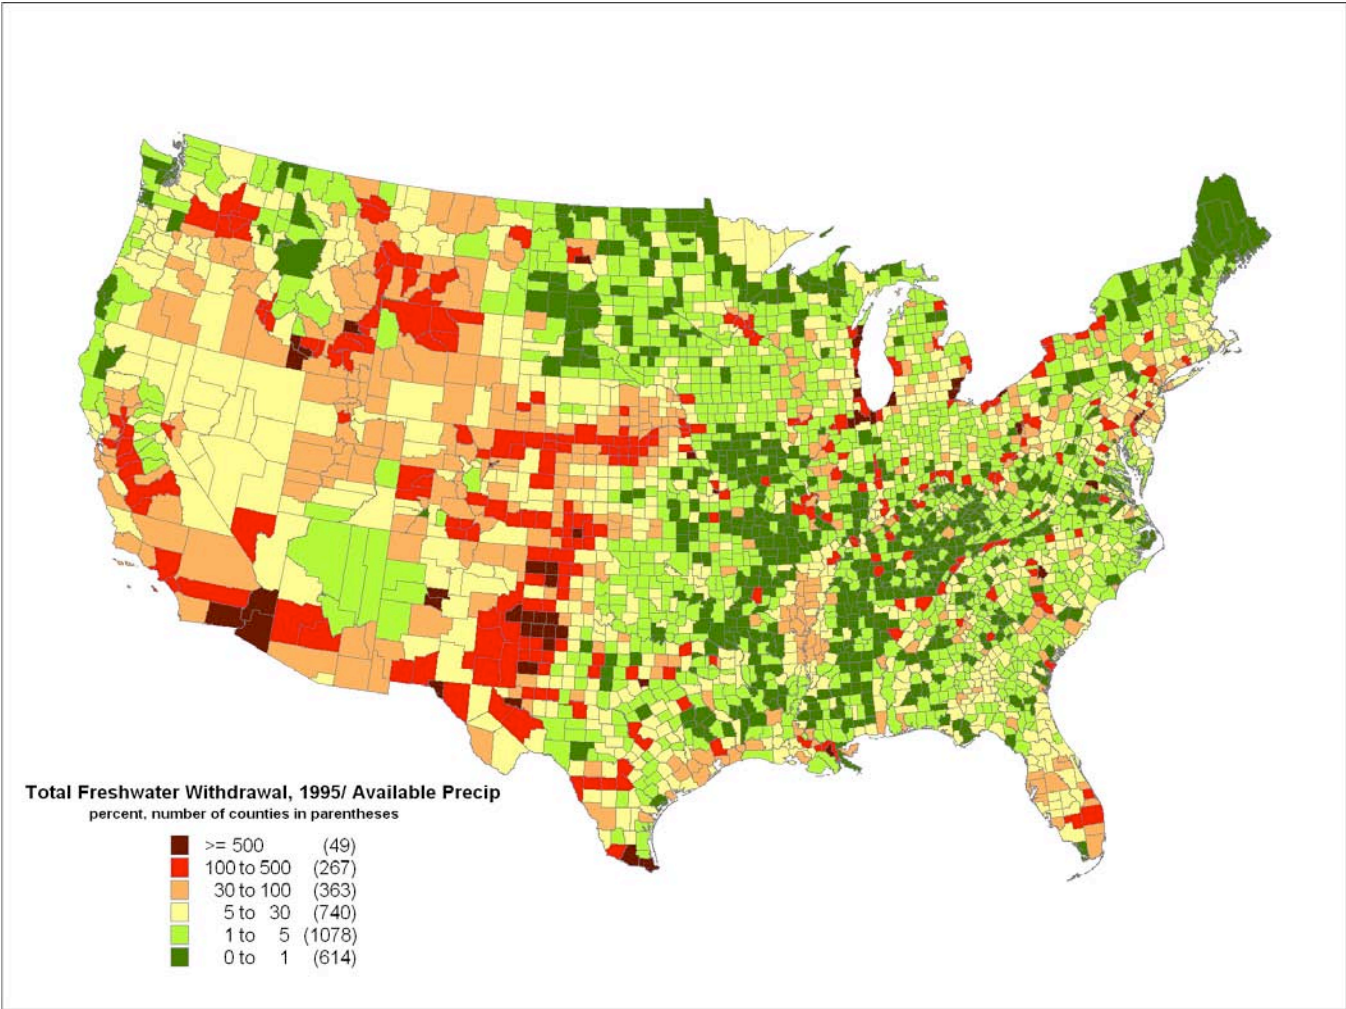 Total Freshwater Withdrawal, 1995/ Available Precip
percent, number of counties in parentheses
>= 500 (49)
100 to 500 (267)
30 to 100 (363)
5 to 30 (740)
1 to 5 (1078)
0 to 1 (614)